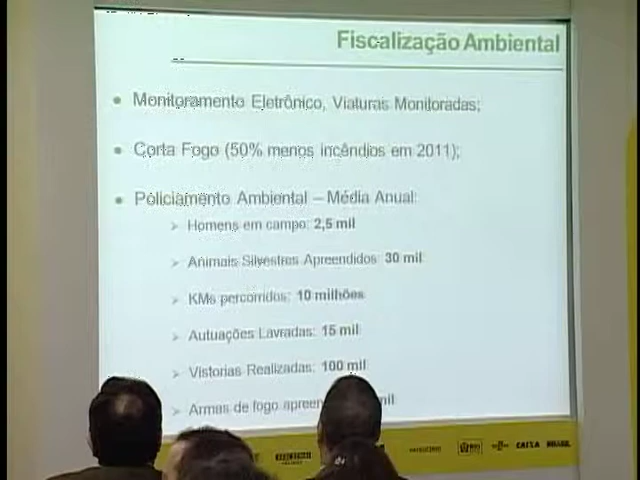 Fiscalização Ambiental
Monitoramento Eletrônico, Viaturas Monitoradas;
Corta Fogo (50% menos incêndios em 2011);
Policiamento Ambiental – Média Anual:
Homens em campo: 2,5 mil
Animais Silvestres Apreendidos: 30 mil
KMs percorridos: 10 milhões
Autuações Lavradas: 15 mil
Vistorias Realizadas: 100 mil
Armas de fogo mil
CAIXA BRASIL